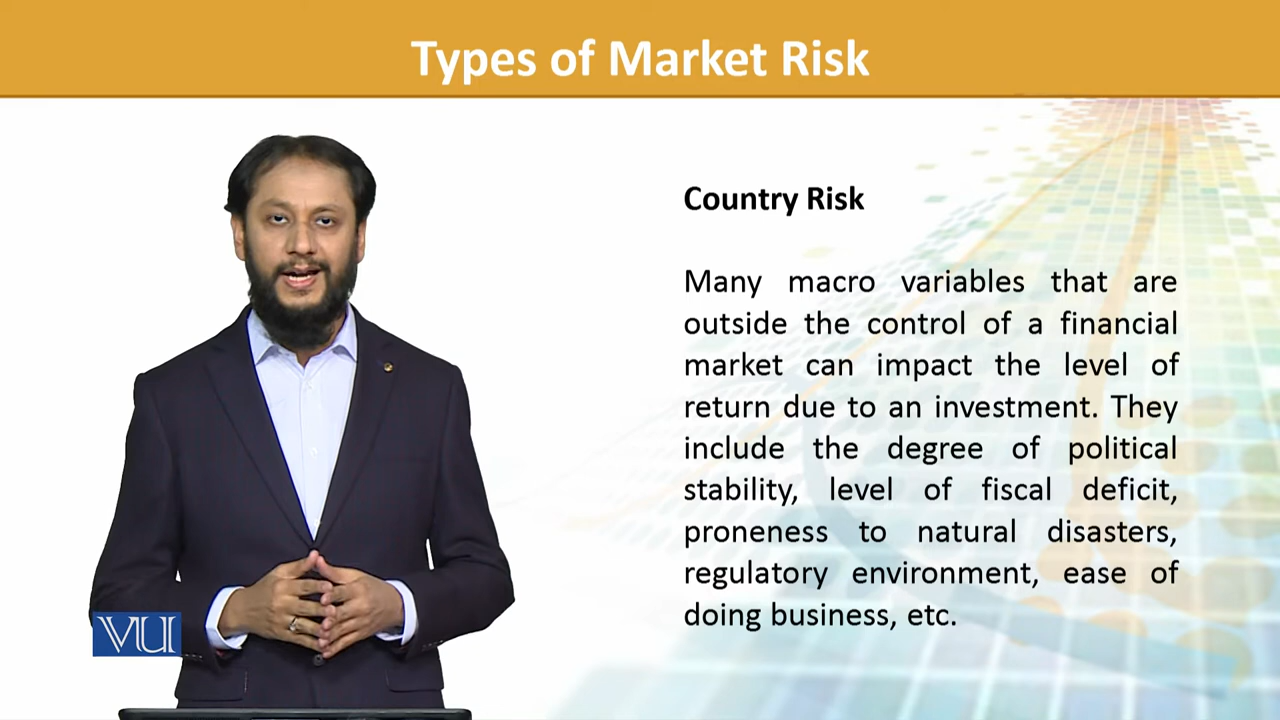 Types of Market Risk
Country Risk
Many macro variables that are
outside the control of a financial
market can impact the level of
return due to an investment. They
include the degree of political
stability, level of fiscal deficit,
proneness to natural disasters,
regulatory environment, ease of
doing business, etc.
VU